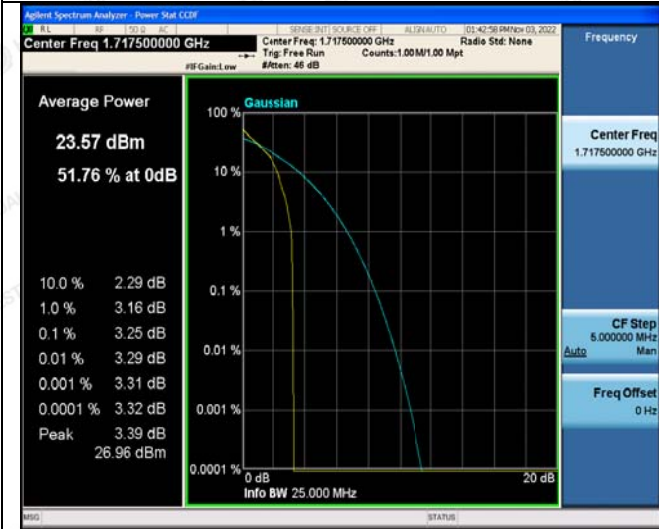 Agilent Spectrum Analyzer - Power Stat CCDF
RL RF 50 Ω AC SENSE:INT SOURCE OFF ALIGN AUTO 01:42:58 PM Nov 03, 2022
Center Freq 1.717500000 GHz
Center Freq: 1.717500000 GHz Radio Std: None
Trig: Free Run Counts:1.00 M/1.00 Mpt
#IFGain:Low #Atten: 46 dB
Frequency
Average Power
23.57 dBm
51.76 % at 0dB
10.0 % 2.29 dB
1.0 % 3.16 dB
0.1 % 3.25 dB
0.01 % 3.29 dB
0.001 % 3.31 dB
0.0001 % 3.32 dB
Peak 3.39 dB
26.96 dBm
Gaussian
100 %
10 %
1 %
0.1 %
0.01 %
0.001 %
0.0001 %
0 dB 20 dB
Info BW 25.000 MHz
Center Freq
1.717500000 GHz
CF Step
5.000000 MHz
Auto Man
Freq Offset
0 Hz
MSG STATUS